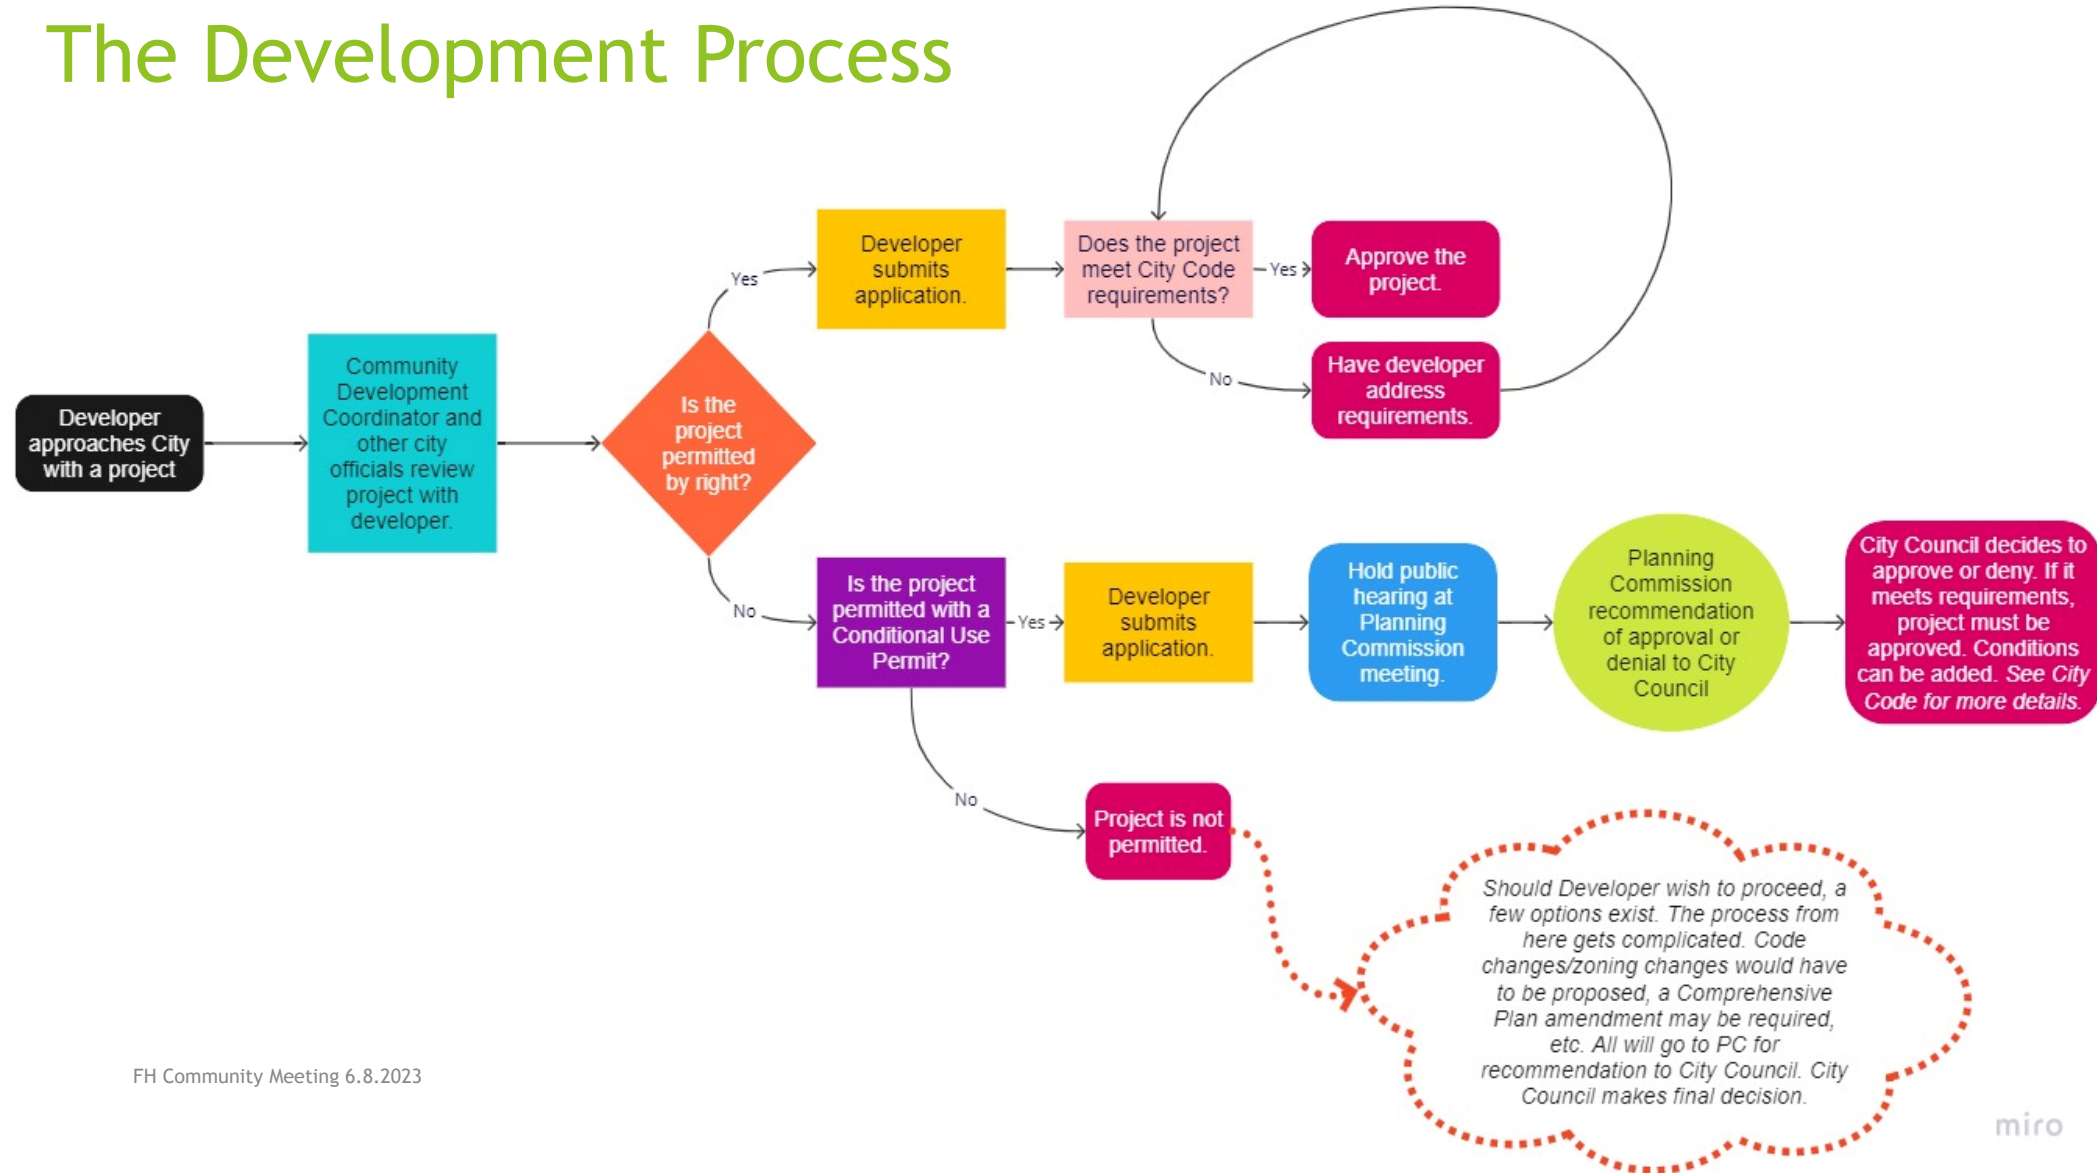 The Development Process
Developer
approaches City
with a project
Community
Development
Coordinator and
other city
officials review
project with
developer.
Is the
project
permitted
by right?
Yes
Developer
submits
application.
Does the project
meet City Code
requirements?
Yes
Approve the
project.
No
Have developer
address
requirements.
No
Is the project
permitted with a
Conditional Use
Permit?
Yes
Developer
submits
application.
Hold public
hearing at
Planning
Commission
meeting.
Planning
Commission
recommendation
of approval or
denial to City
Council
City Council decides to
approve or deny. If it
meets requirements,
project must be
approved. Conditions
can be added. See City
Code for more details.
No
Project is not
permitted.
Should Developer wish to proceed, a
few options exist. The process from
here gets complicated. Code
changes/zoning changes would have
to be proposed, a Comprehensive
Plan amendment may be required,
etc. All will go to PC for
recommendation to City Council. City
Council makes final decision.
FH Community Meeting 6.8.2023
miro